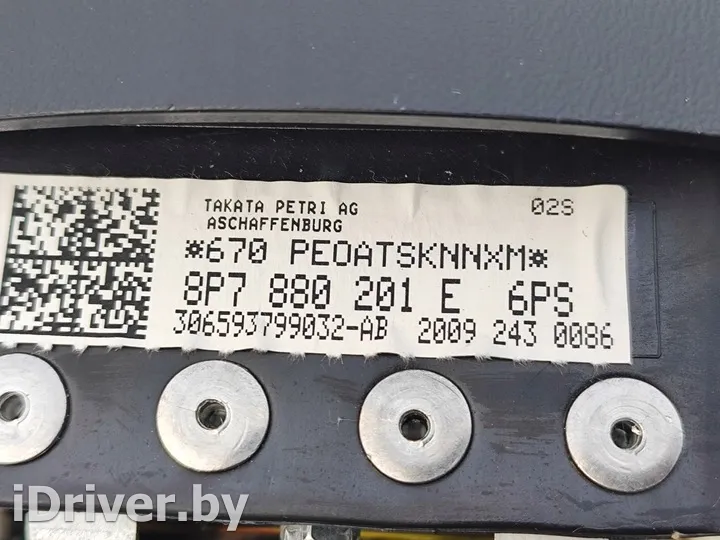 TAKATA PETRI AG 02S
ASCHAFFENBURG
*670 PEOATSKNNXM*
8P7 880 201 E 6PS
306593799032-AB 2009 243 0086
iDriver.by